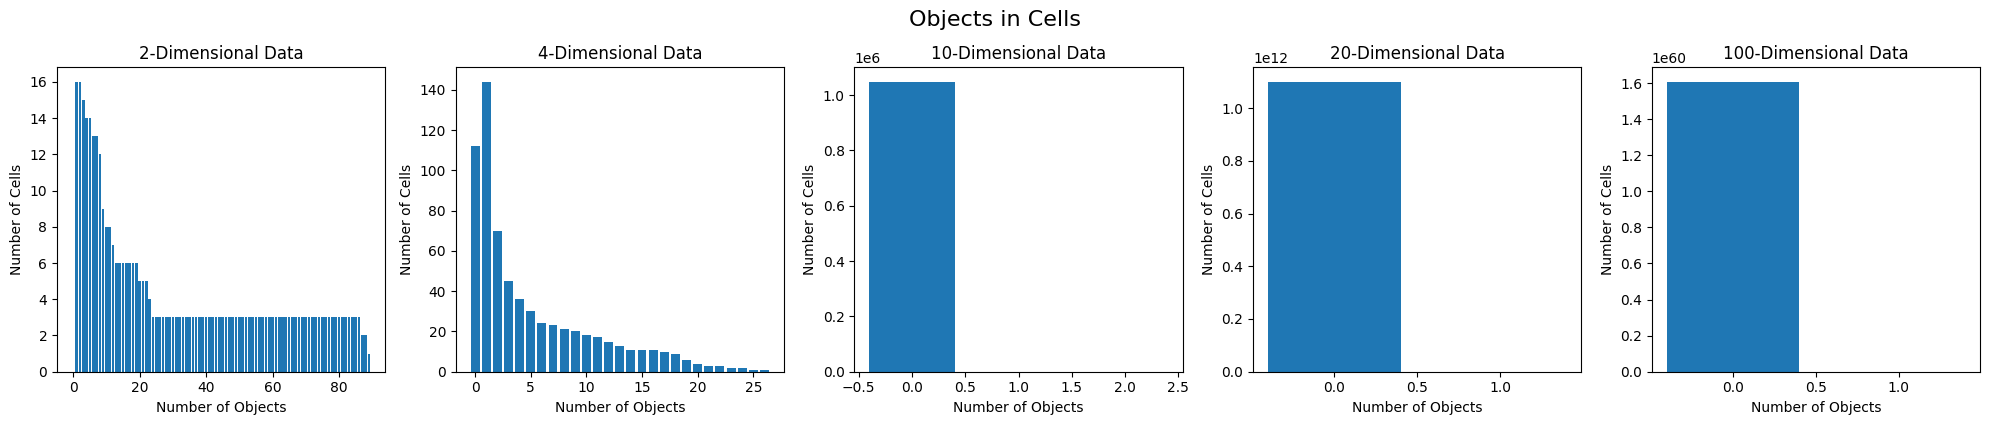 Objects in Cells
2-Dimensional Data
Number of Cells
16
14
12
10
8
6
4
2
0
0 20 40 60 80
Number of Objects
4-Dimensional Data
Number of Cells
140
120
100
80
60
40
20
0
0 5 10 15 20 25
Number of Objects
10-Dimensional Data
1e6
Number of Cells
1.0
0.8
0.6
0.4
0.2
0.0
−0.5 0.0 0.5 1.0 1.5 2.0 2.5
Number of Objects
20-Dimensional Data
1e12
Number of Cells
1.0
0.8
0.6
0.4
0.2
0.0
0.0 0.5 1.0
Number of Objects
100-Dimensional Data
1e60
Number of Cells
1.6
1.4
1.2
1.0
0.8
0.6
0.4
0.2
0.0
0.0 0.5 1.0
Number of Objects